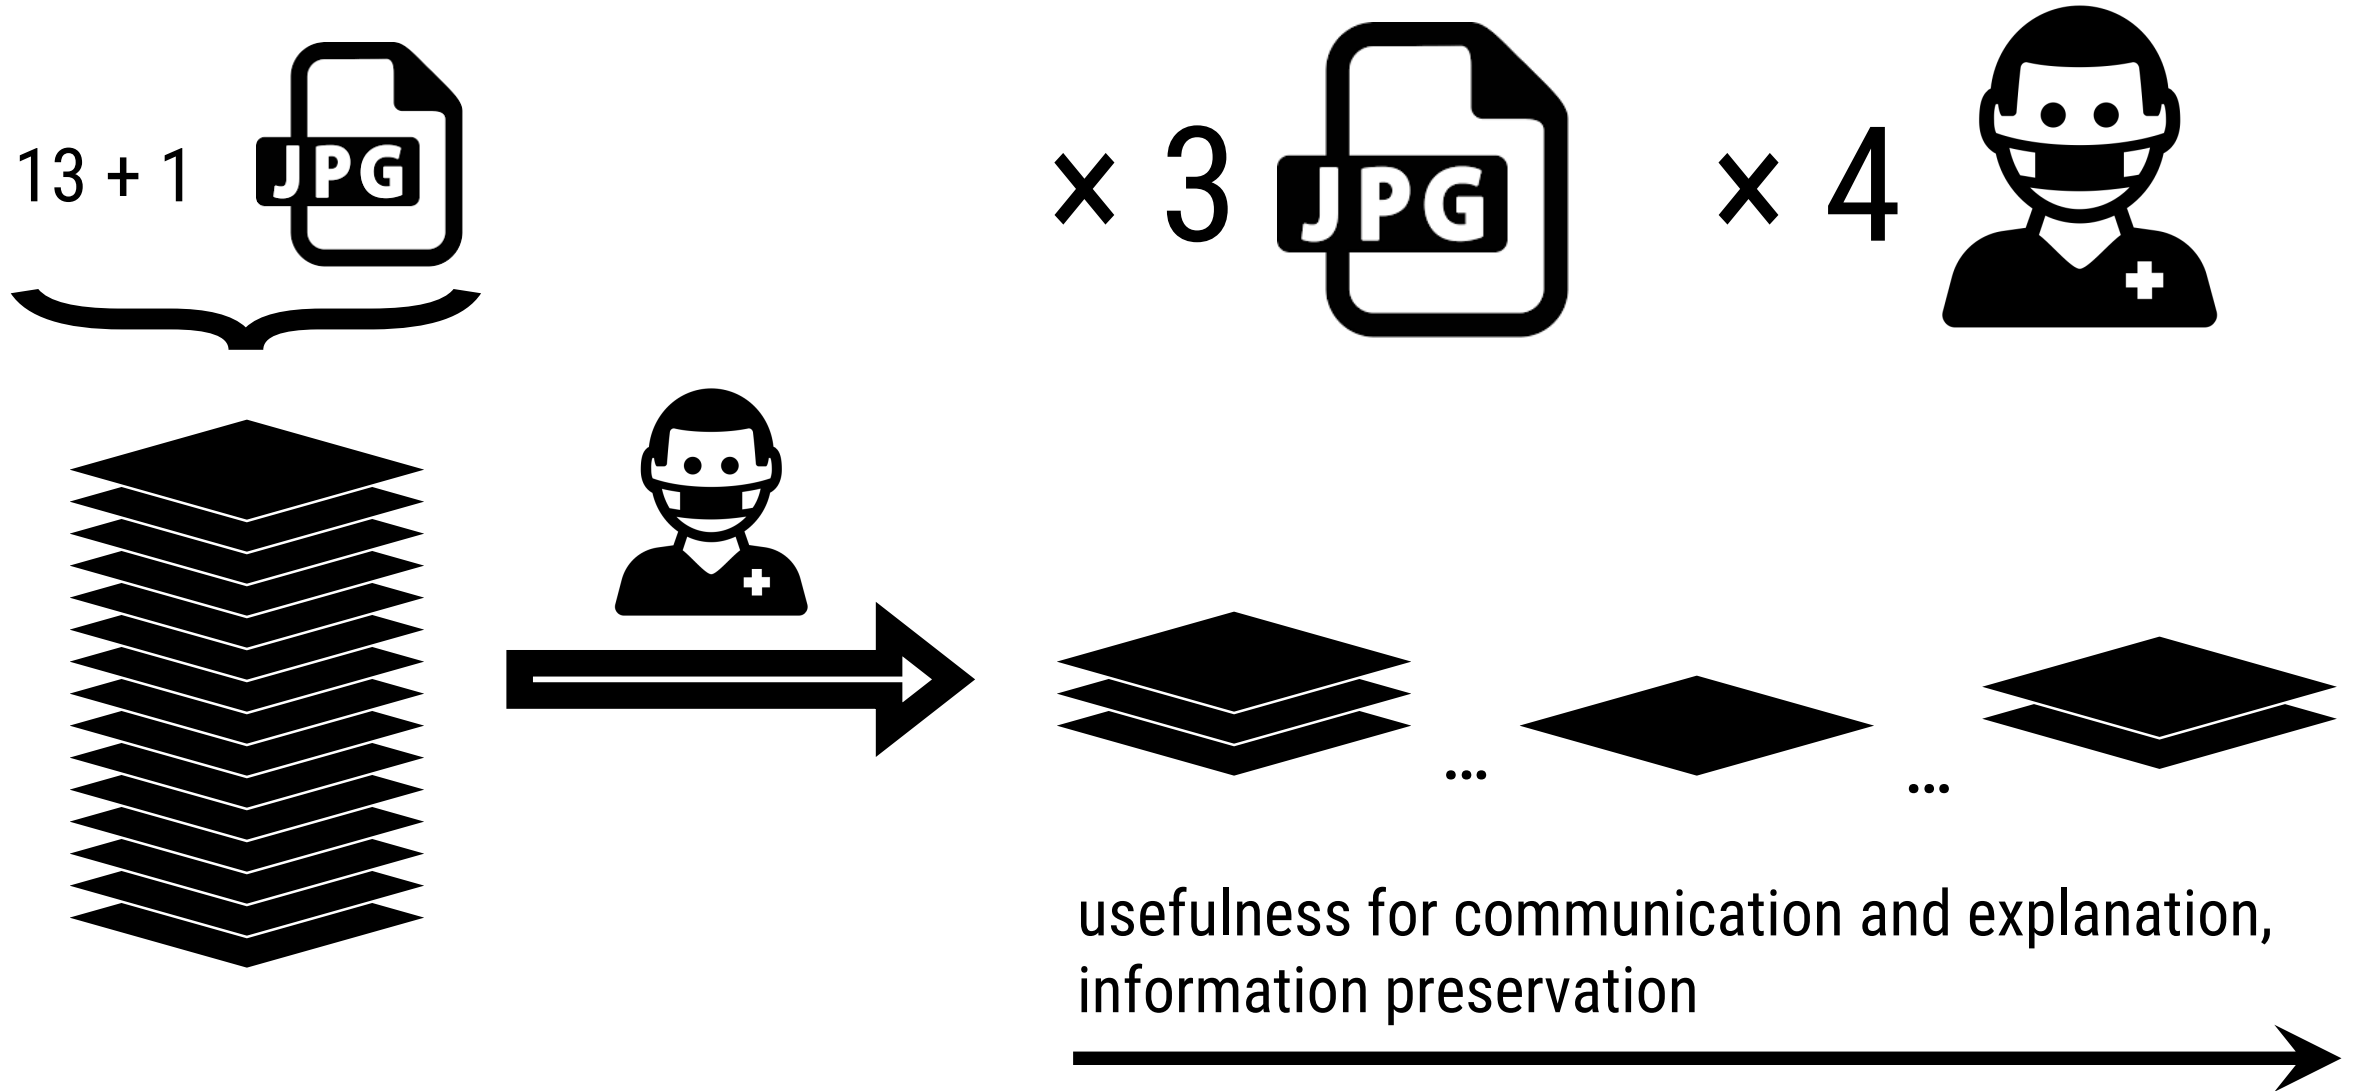 13 + 1 JPG
× 3 JPG × 4
... ...
usefulness for communication and explanation,
information preservation